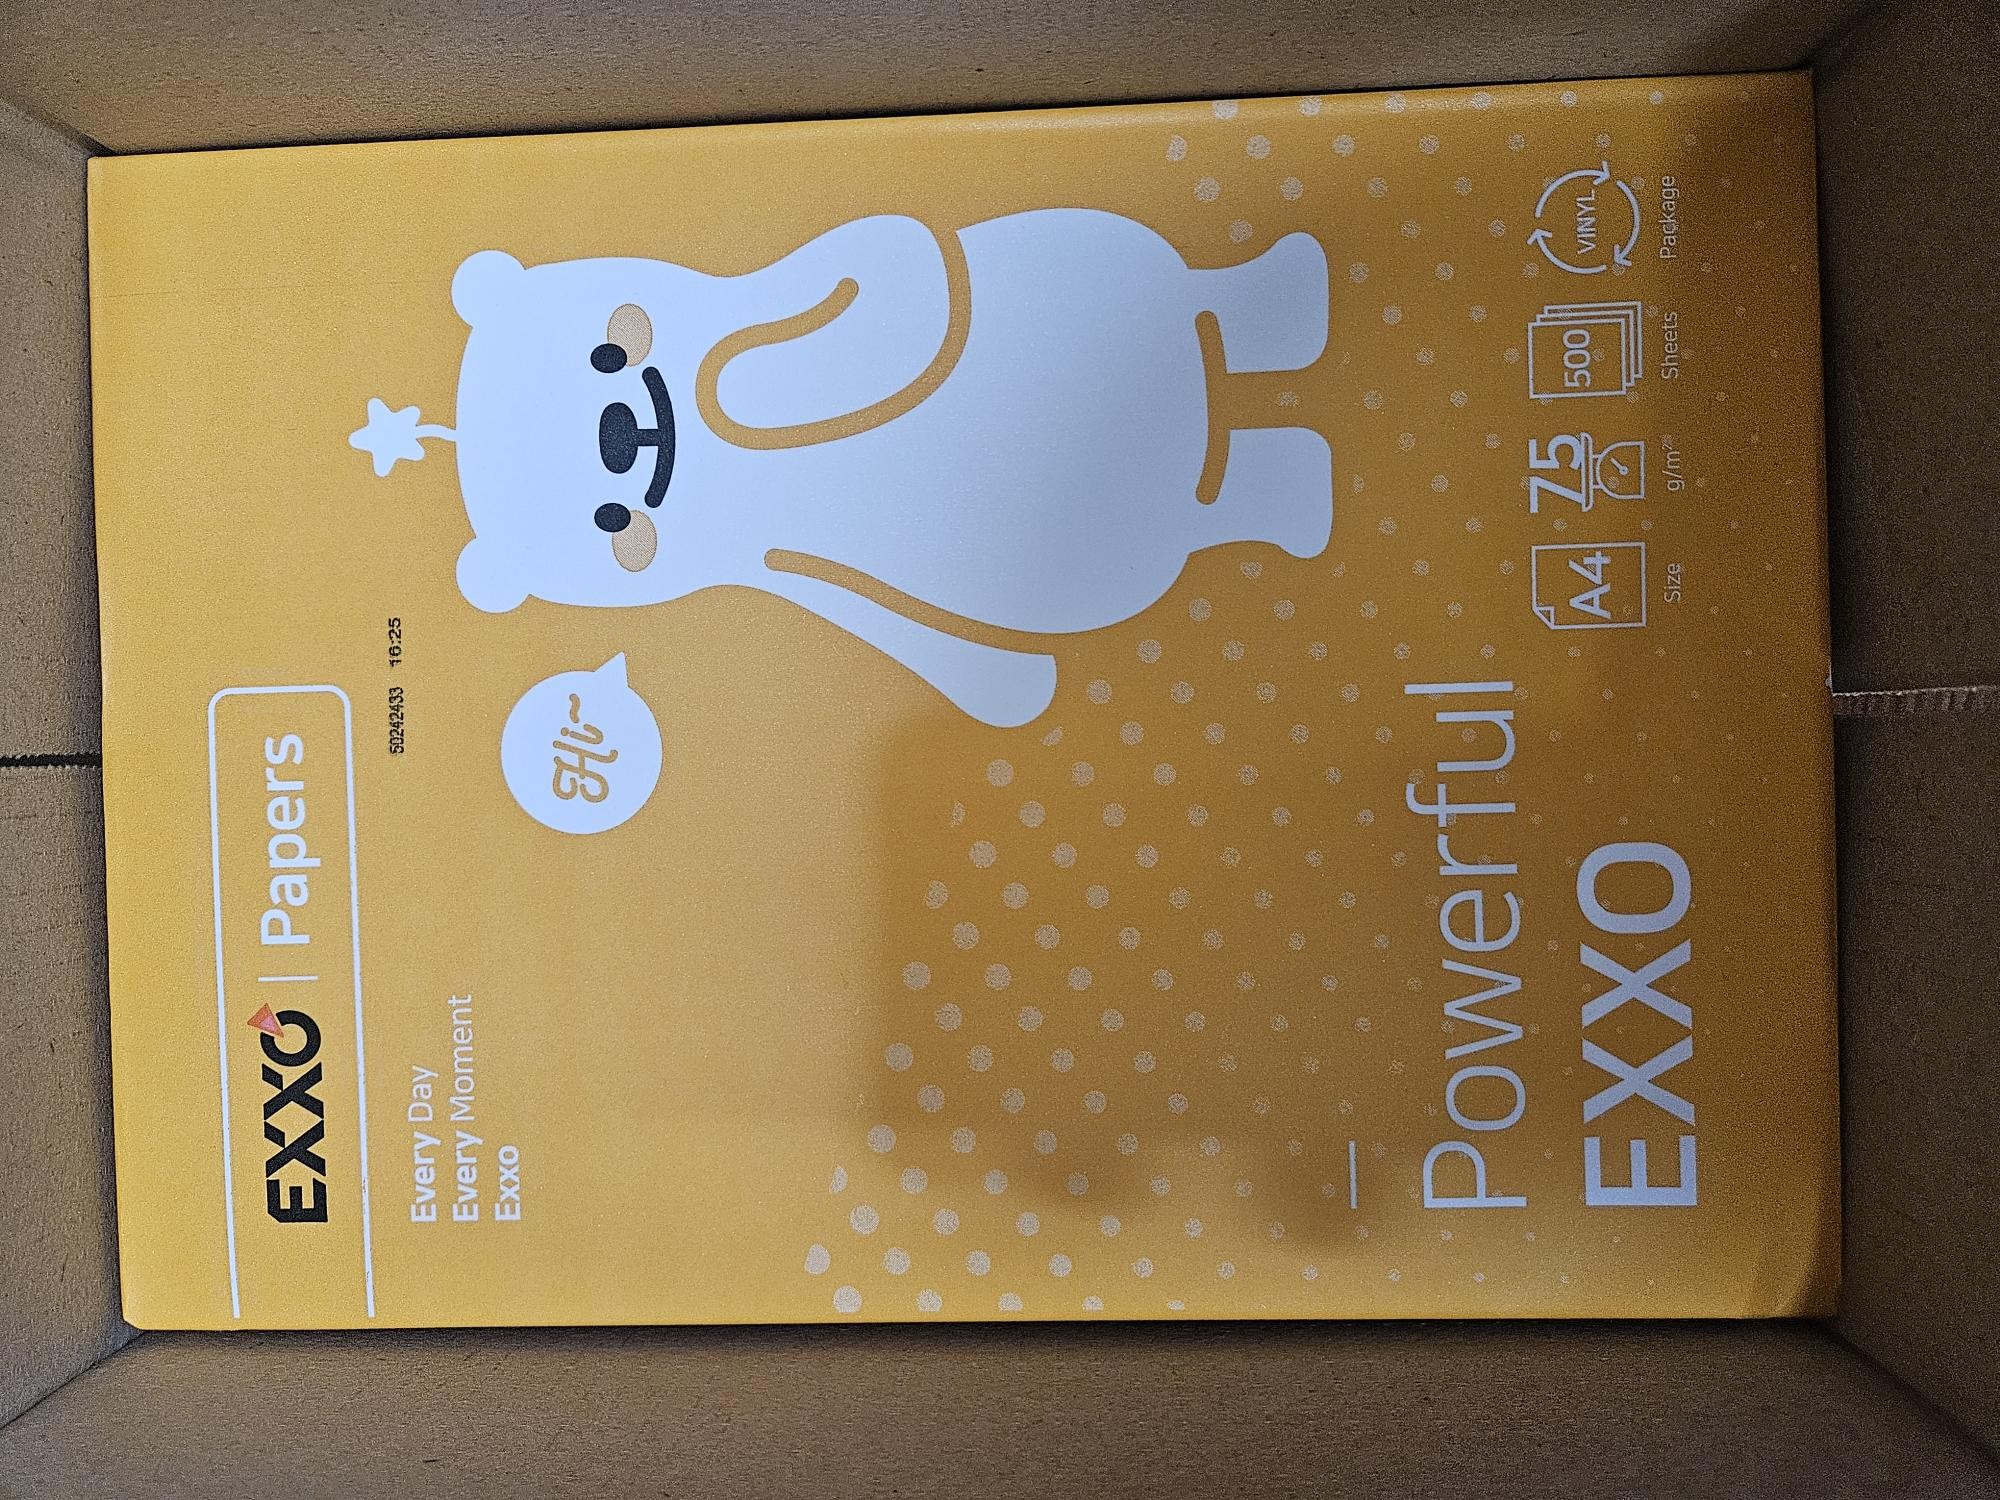 EXXO | Papers
50242433 16:25
Every Day
Every Moment
Exxo
Hi~
Powerful
EXXO
A4
Size
75
g/m²
500
Sheets
VINYL
Package